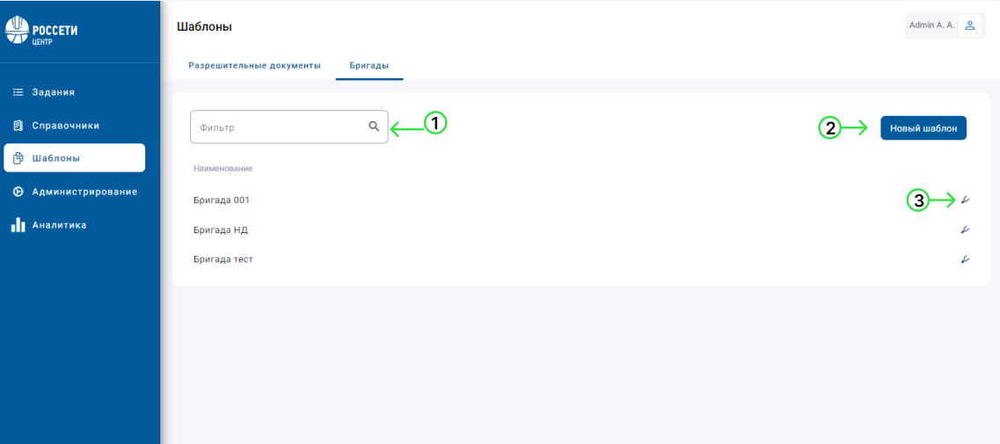 РОССЕТИ
ЦЕНТР
Задания
Справочники
Шаблоны
Администрирование
Аналитика
Шаблоны
Admin A. A.
Разрешительные документы
Бригады
Фильтр
1
2
Новый шаблон
Наименование
Бригада 001
3
Бригада НД
Бригада тест